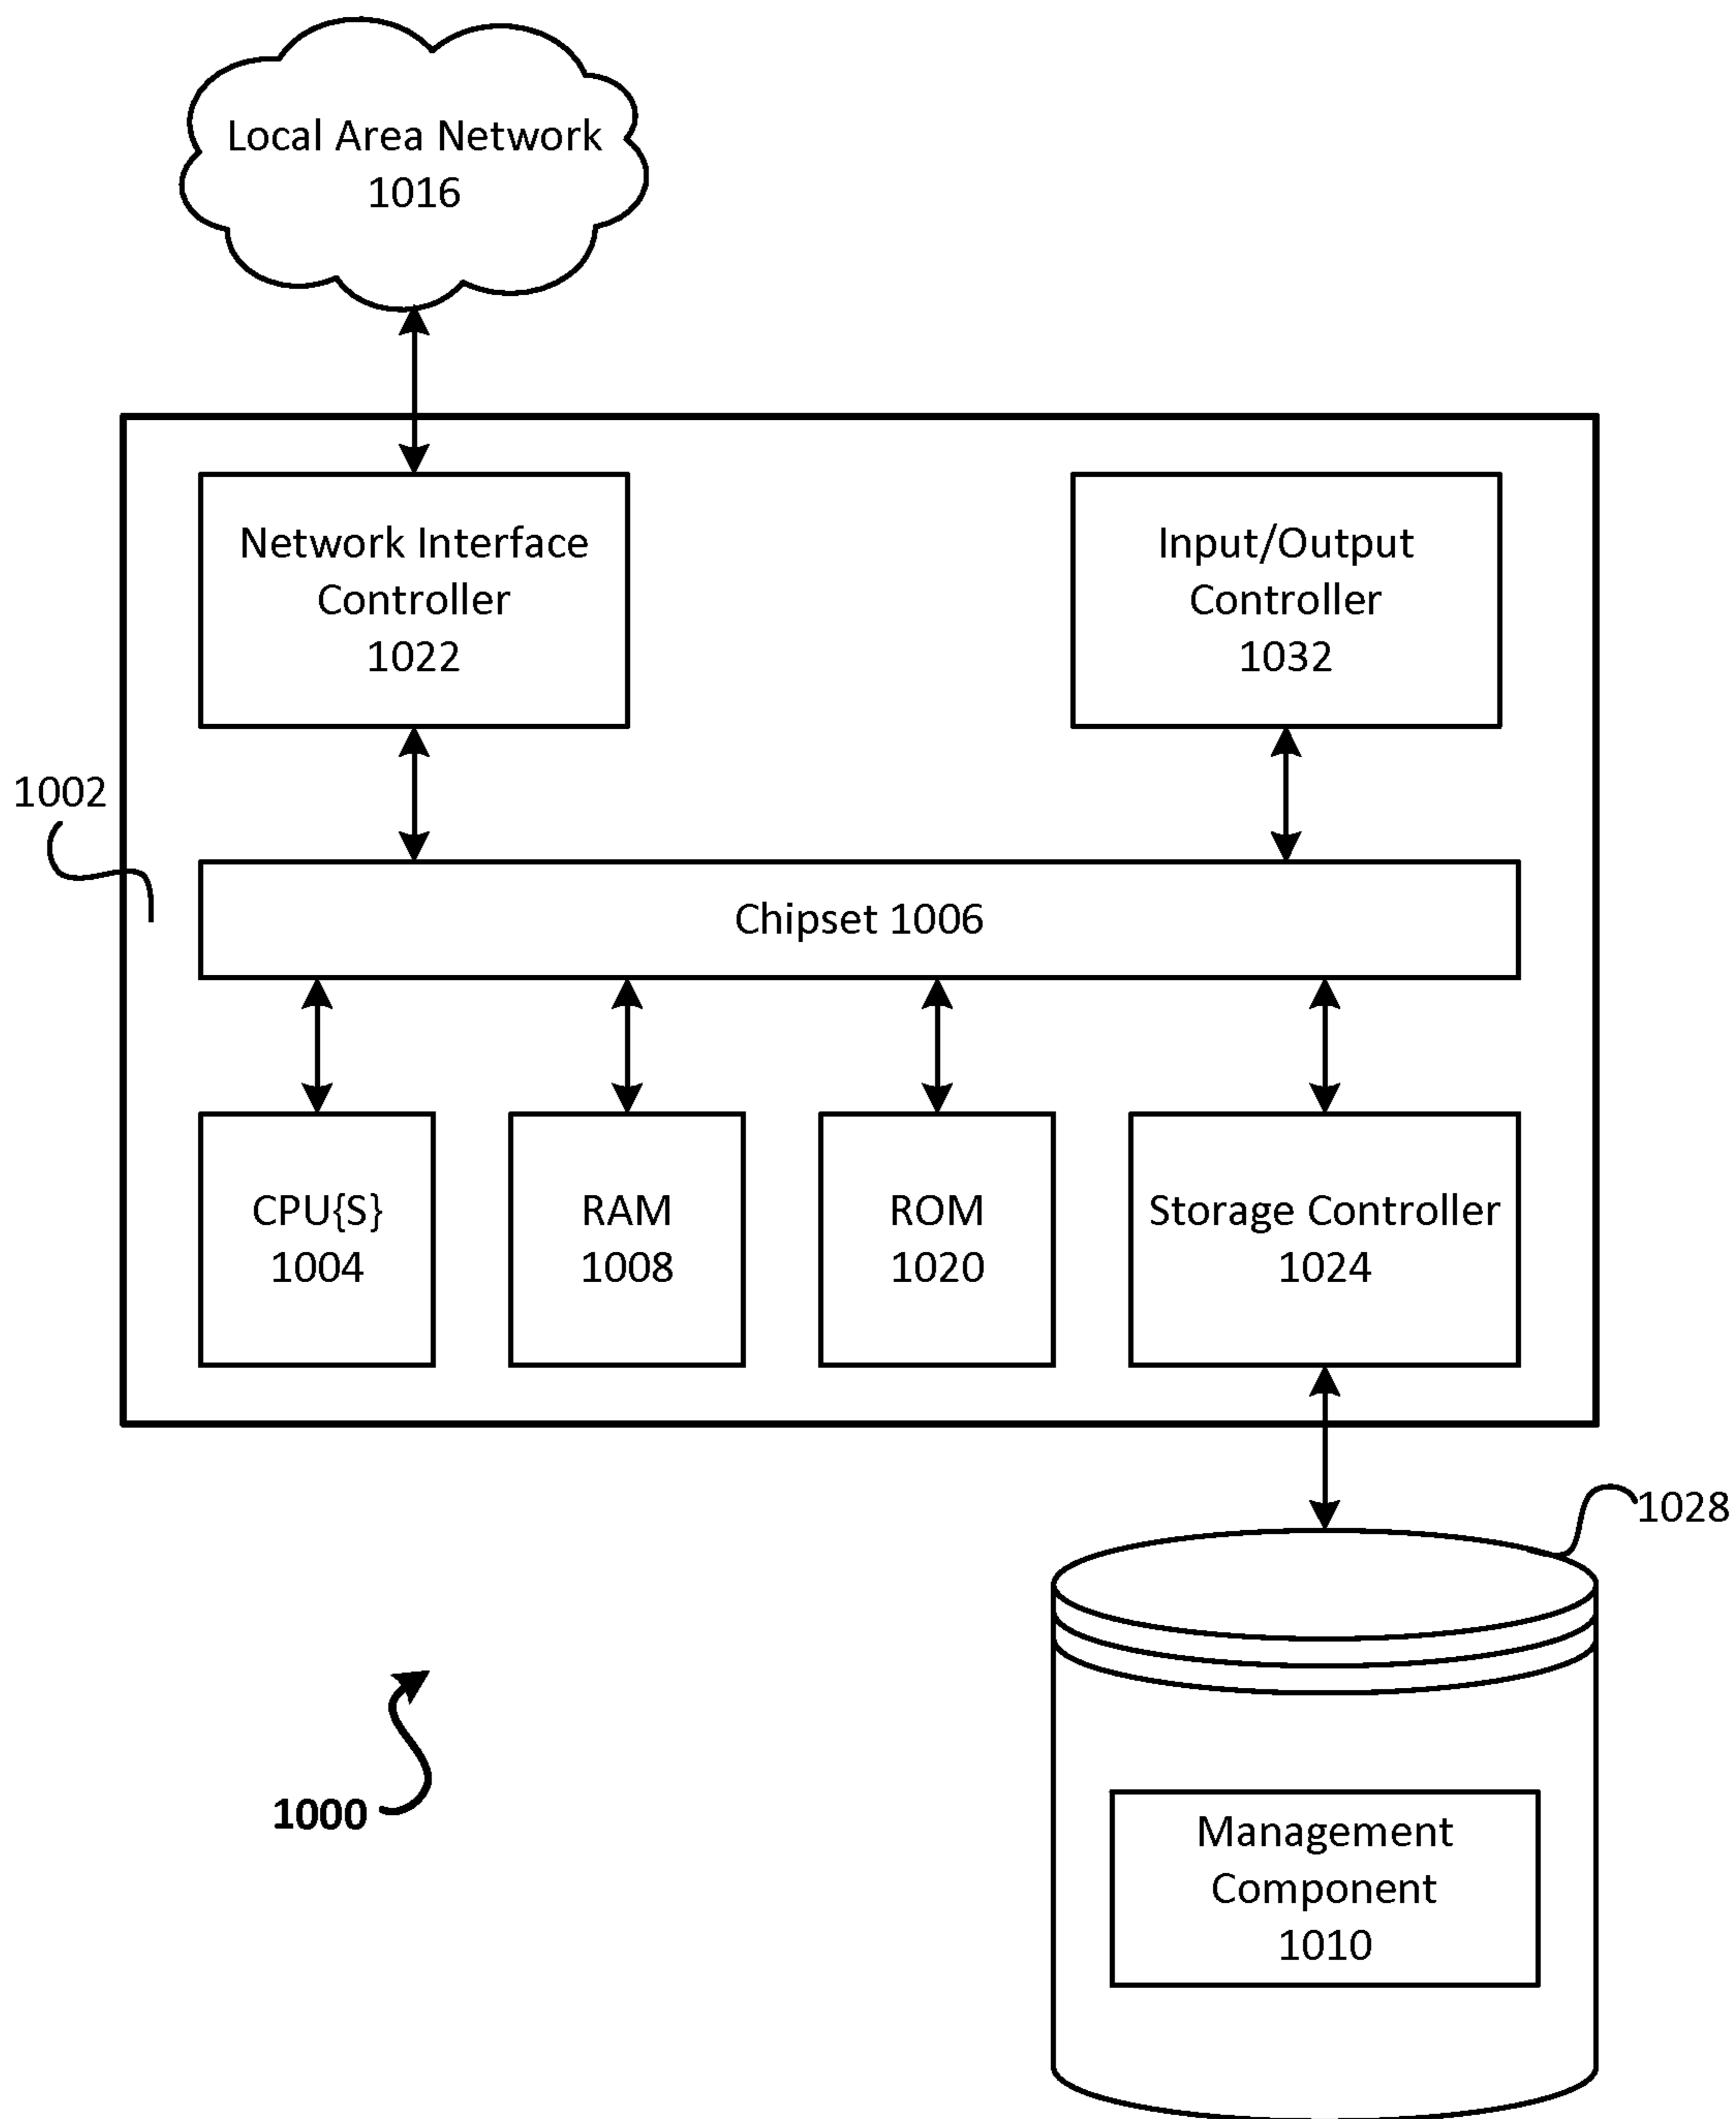 Local Area Network
1016
Network Interface
Controller
1022
Input/Output
Controller
1032
1002
Chipset 1006
CPU{S}
1004
RAM
1008
ROM
1020
Storage Controller
1024
1028
1000
Management
Component
1010